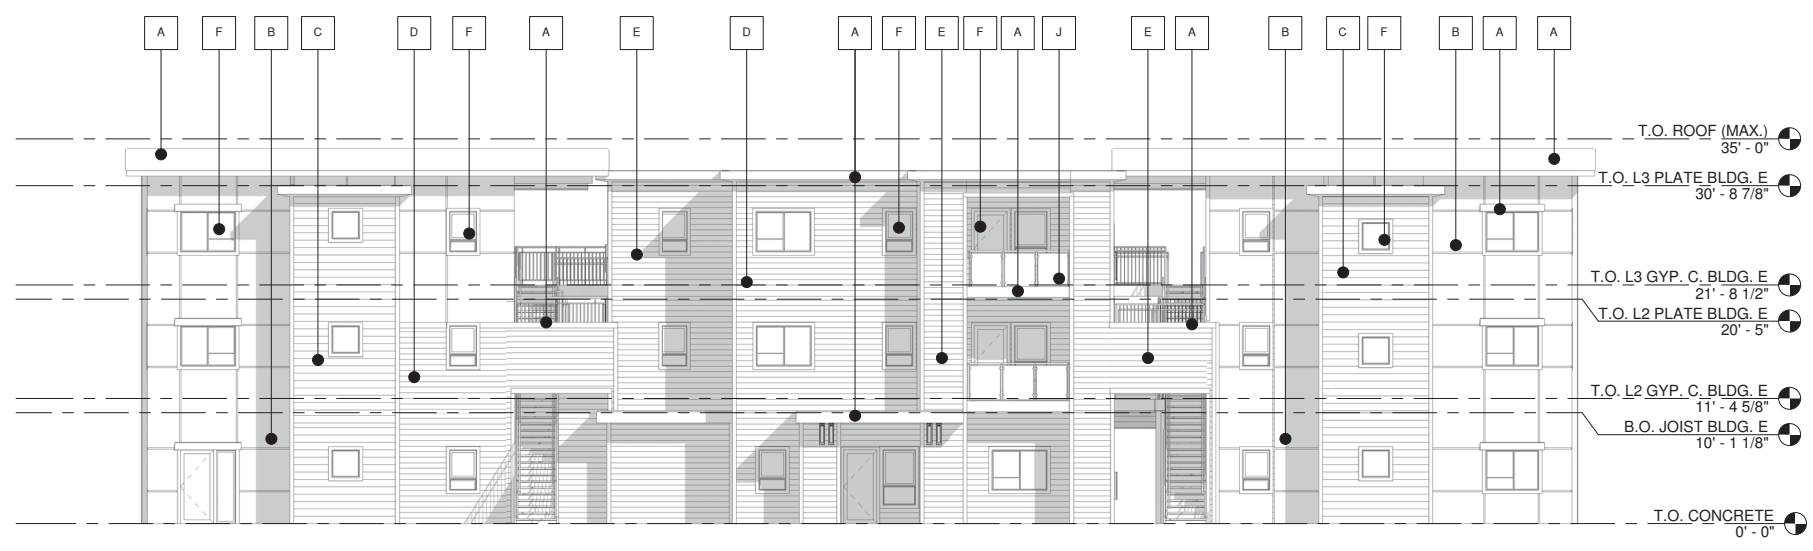 A F B C D F A E D A F E F A J E A B C F B A A
T.O. ROOF (MAX.)
35' - 0"
T.O. L3 PLATE BLDG. E
30' - 8 7/8"
T.O. L3 GYP. C. BLDG. E
21' - 8 1/2"
T.O. L2 PLATE BLDG. E
20' - 5"
T.O. L2 GYP. C. BLDG. E
11' - 4 5/8"
B.O. JOIST BLDG. E
10' - 1 1/8"
T.O. CONCRETE
0' - 0"